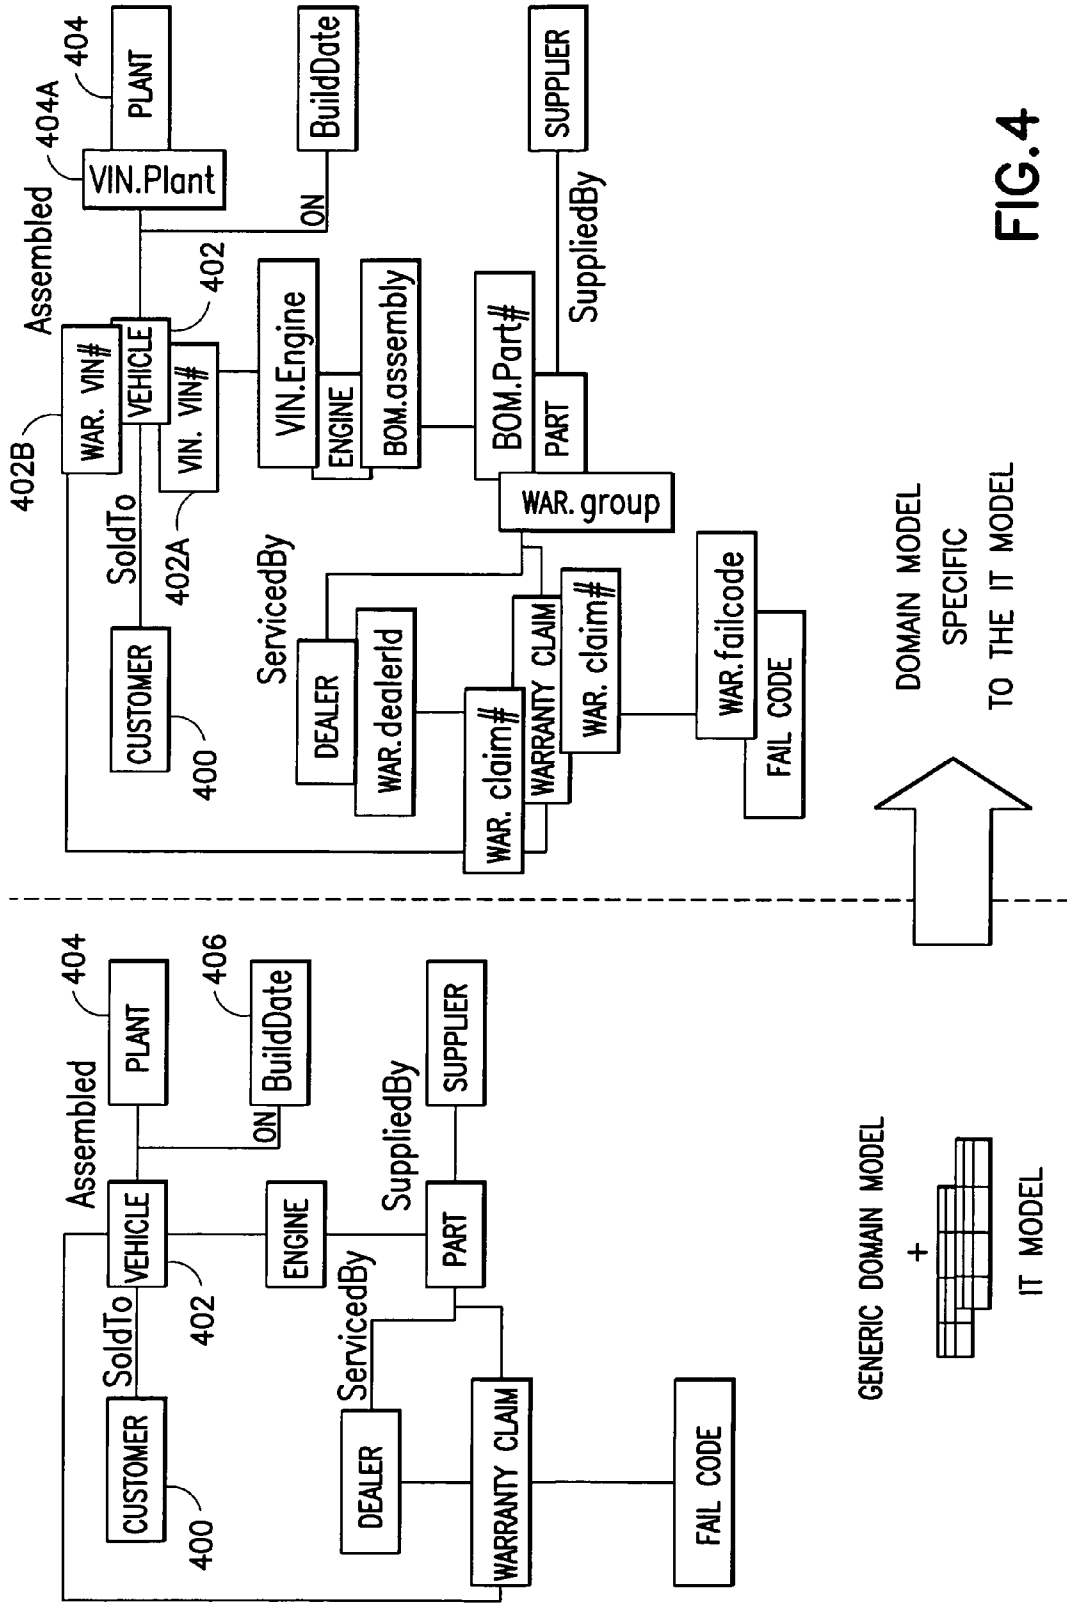 404
PLANT
Assembled
406
BuildDate
ON
VEHICLE
402
SoldTo
CUSTOMER
400
ENGINE
SuppliedBy
SUPPLIER
PART
ServicedBy
DEALER
WARRANTY CLAIM
FAIL CODE
GENERIC DOMAIN MODEL
+
IT MODEL
404
PLANT
404A
VIN.Plant
Assembled
BuildDate
ON
402B
WAR. VIN#
VEHICLE
402
VIN. VIN#
402A
SoldTo
CUSTOMER
400
VIN.Engine
ENGINE
BOM.assembly
BOM.Part#
PART
SuppliedBy
SUPPLIER
WAR.group
ServicedBy
DEALER
WAR.dealerId
WAR. claim#
WARRANTY CLAIM
WAR. claim#
WAR.failcode
FAIL CODE
DOMAIN MODEL
SPECIFIC
TO THE IT MODEL
FIG.4